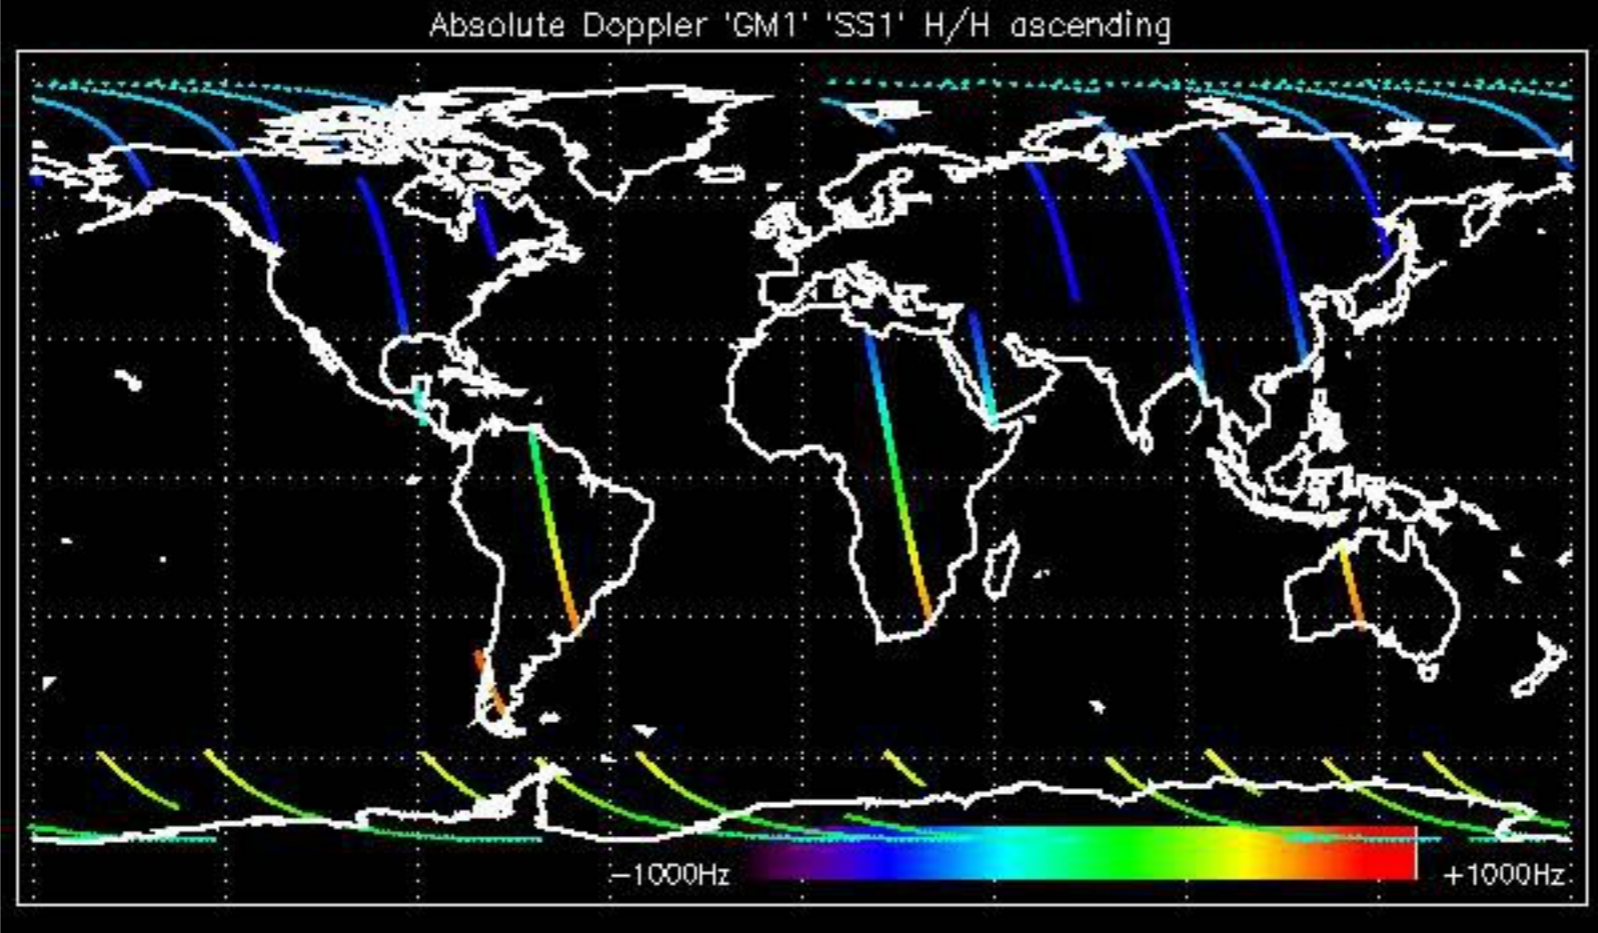 Absolute Doppler 'GM1' 'SS1' H/H ascending
−1000Hz +1000Hz